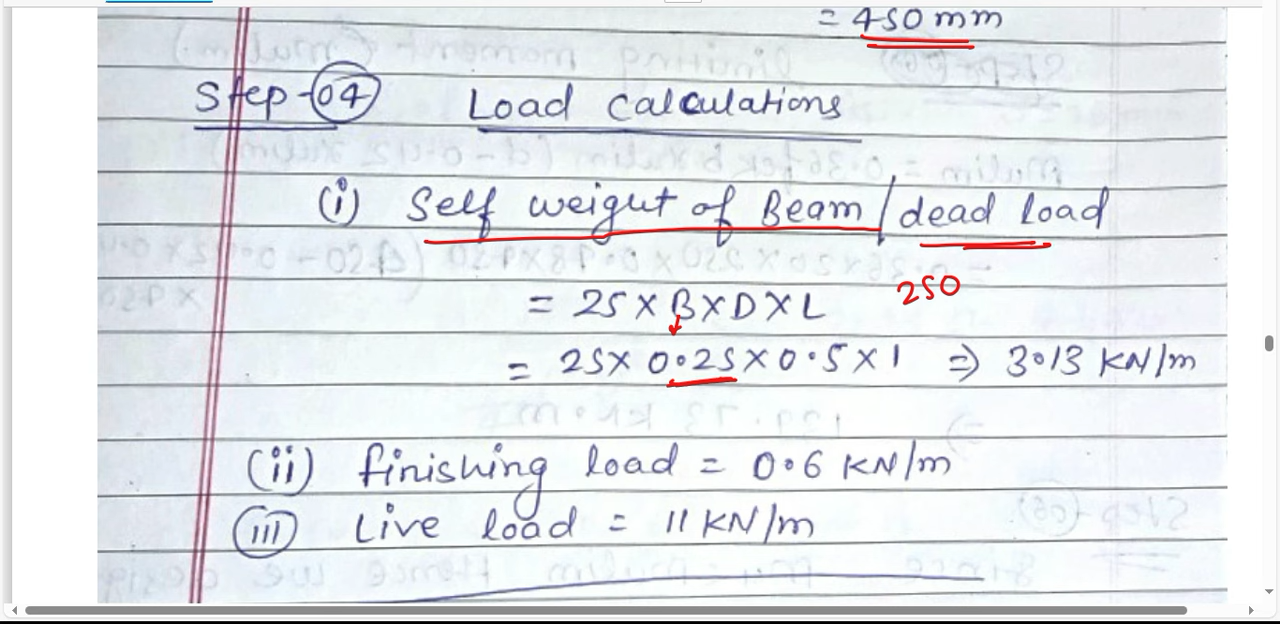 = 450 mm
Step-04 Load Calculations
(i) Self weigut of Beam / dead load
250
= 25 X B X D X L
= 25 X 0.25 X 0.5 X 1 ⇒ 3.13 KN/m
(ii) finishing load = 0.6 KN/m
(iii) Live load = 11 KN/m